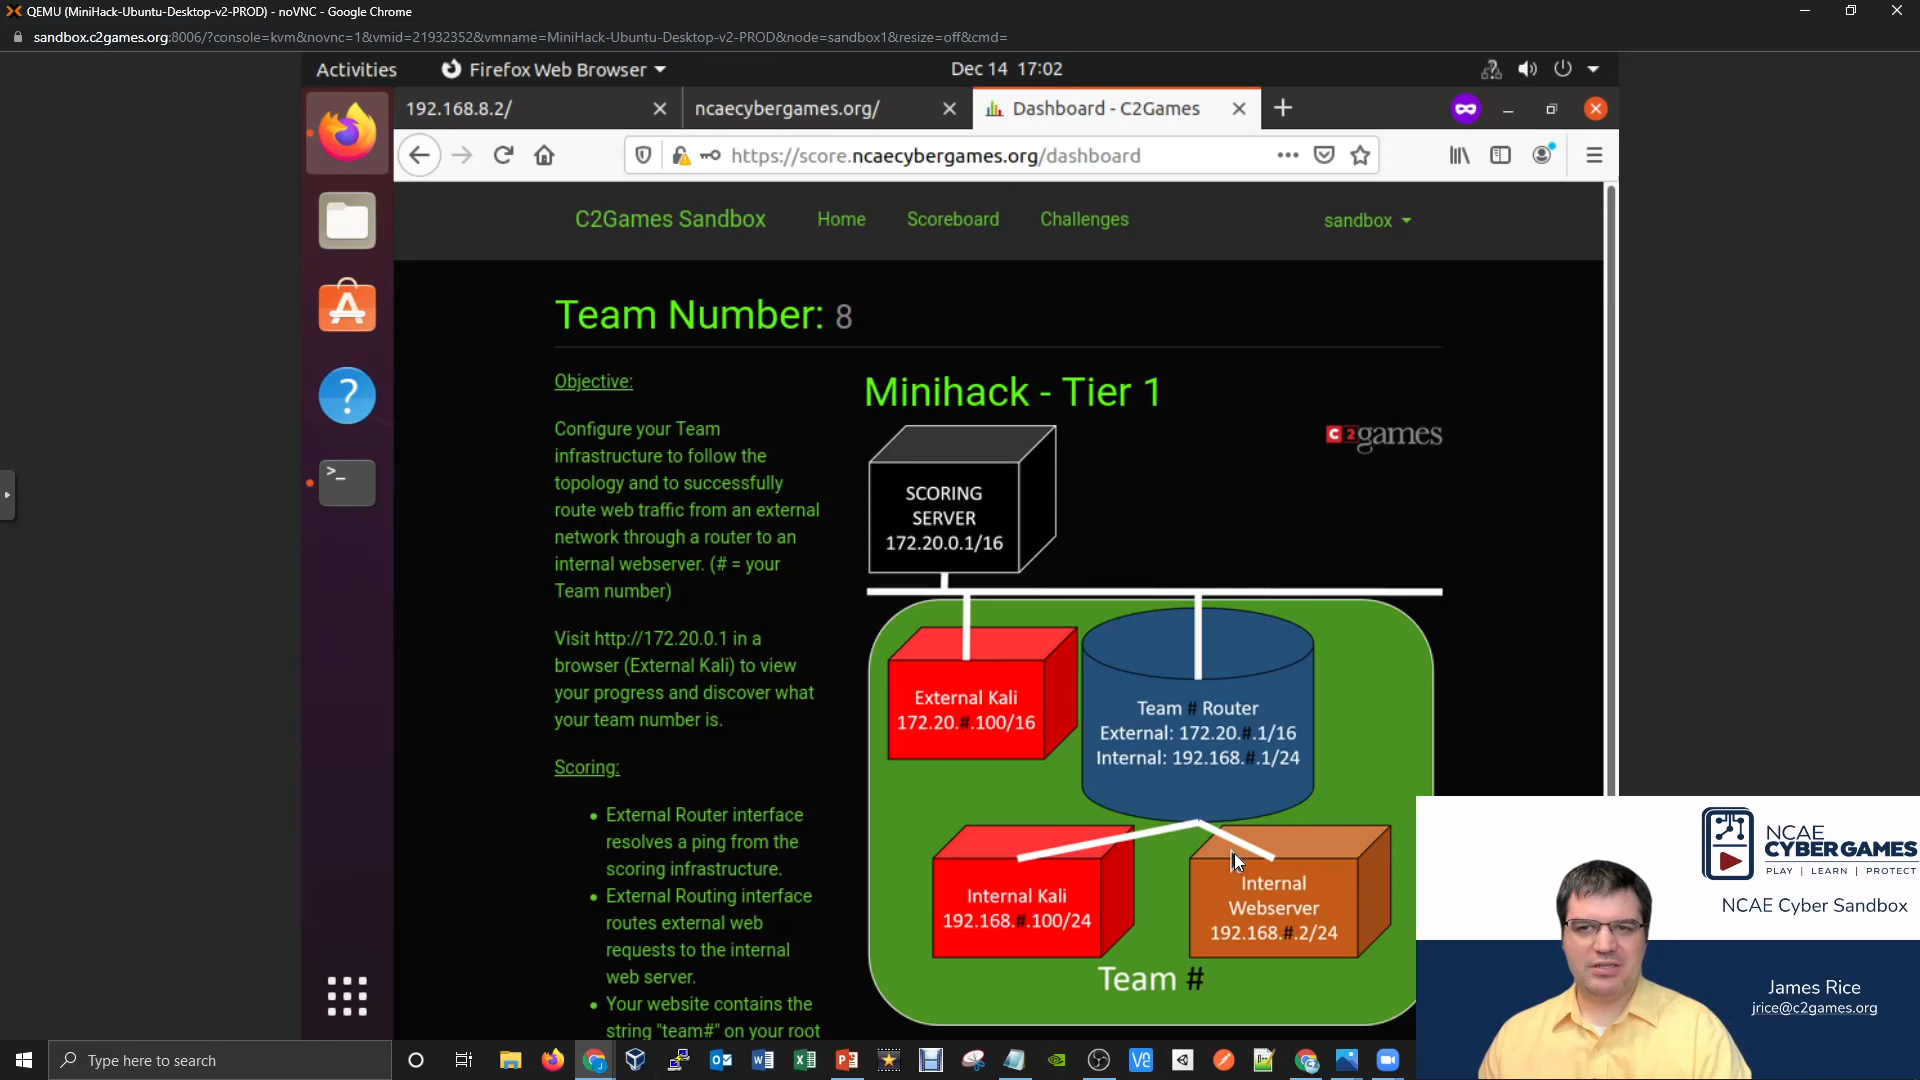 QEMU (MiniHack-Ubuntu-Desktop-v2-PROD) - noVNC - Google Chrome
sandbox.c2games.org:8006/?console=kvm&novnc=1&vmid=21932352&vmname=MiniHack-Ubuntu-Desktop-v2-PROD&node=sandbox1&resize=off&cmd=
Activities
Firefox Web Browser
Dec 14 17:02
192.168.8.2/
ncaecybergames.org/
Dashboard - C2Games
https://score.ncaecybergames.org/dashboard
C2Games Sandbox
Home
Scoreboard
Challenges
sandbox
Team Number: 8
Objective:
Configure your Team
infrastructure to follow the
topology and to successfully
route web traffic from an external
network through a router to an
internal webserver. (# = your
Team number)
Visit http://172.20.0.1 in a
browser (External Kali) to view
your progress and discover what
your team number is.
Scoring:
• External Router interface
resolves a ping from the
scoring infrastructure.
• External Routing interface
routes external web
requests to the internal
web server.
• Your website contains the
string "team#" on your root
Minihack - Tier 1
C2games
SCORING
SERVER
172.20.0.1/16
External Kali
172.20.#.100/16
Team # Router
External: 172.20.#.1/16
Internal: 192.168.#.1/24
Internal Kali
192.168.#.100/24
Internal
Webserver
192.168.#.2/24
Team #
NCAE
CYBERGAMES
PLAY | LEARN | PROTECT
NCAE Cyber Sandbox
James Rice
jrice@c2games.org
Type here to search